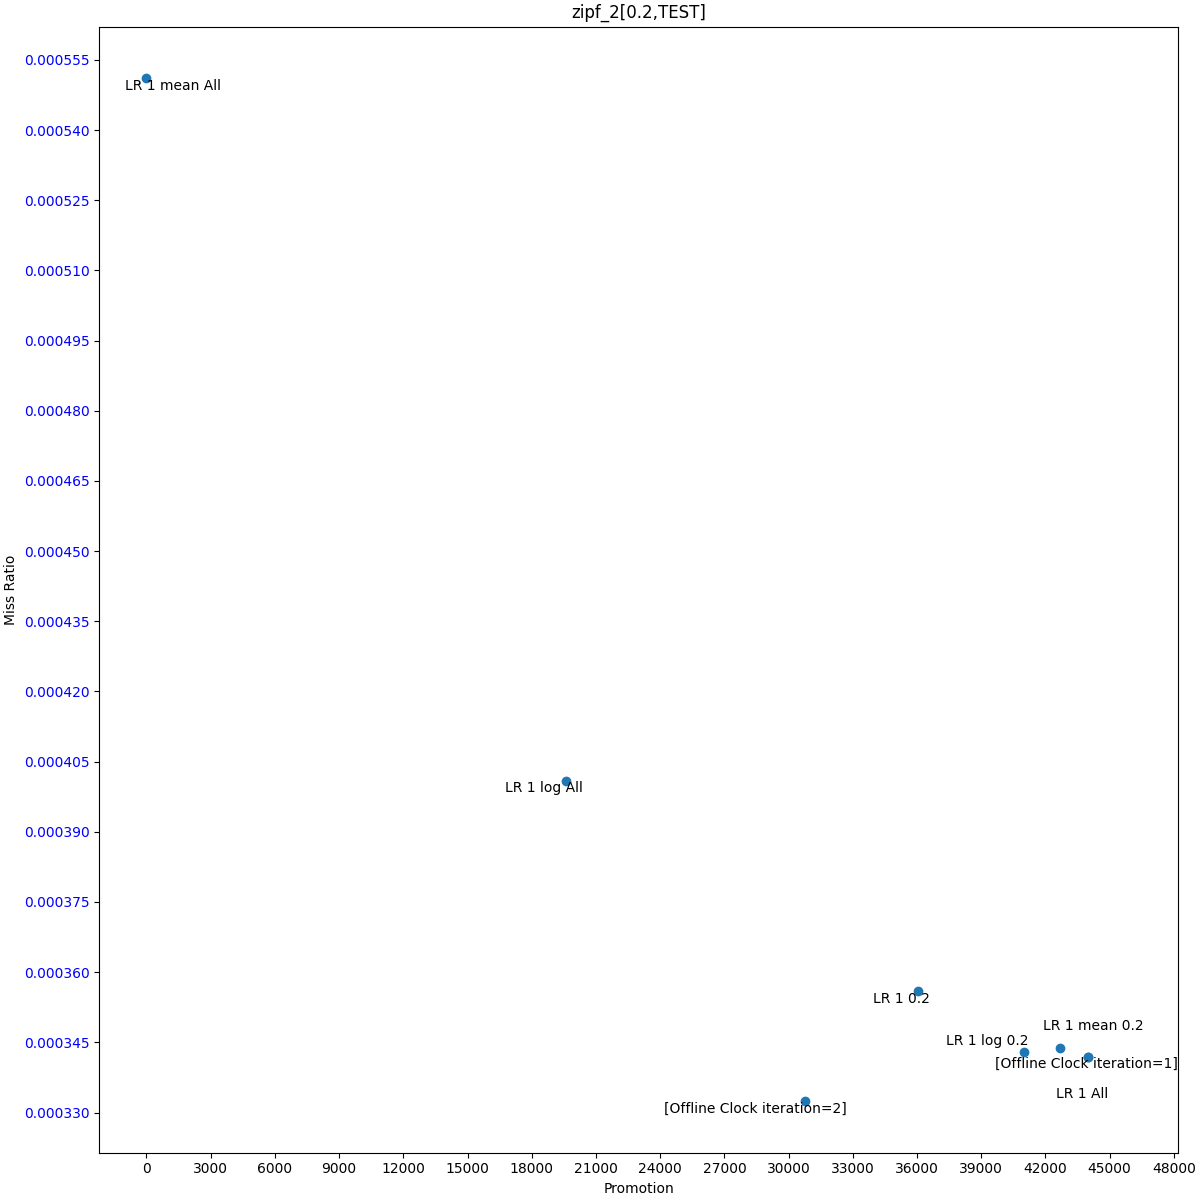 zipf_2[0.2,TEST]
0.000555
LR 1 mean All
0.000540
0.000525
0.000510
0.000495
0.000480
0.000465
0.000450
Miss Ratio
0.000435
0.000420
0.000405
LR 1 log All
0.000390
0.000375
0.000360
LR 1 0.2
LR 1 mean 0.2
0.000345
LR 1 log 0.2
[Offline Clock iteration=1]
LR 1 All
[Offline Clock iteration=2]
0.000330
0 3000 6000 9000 12000 15000 18000 21000 24000 27000 30000 33000 36000 39000 42000 45000 48000
Promotion